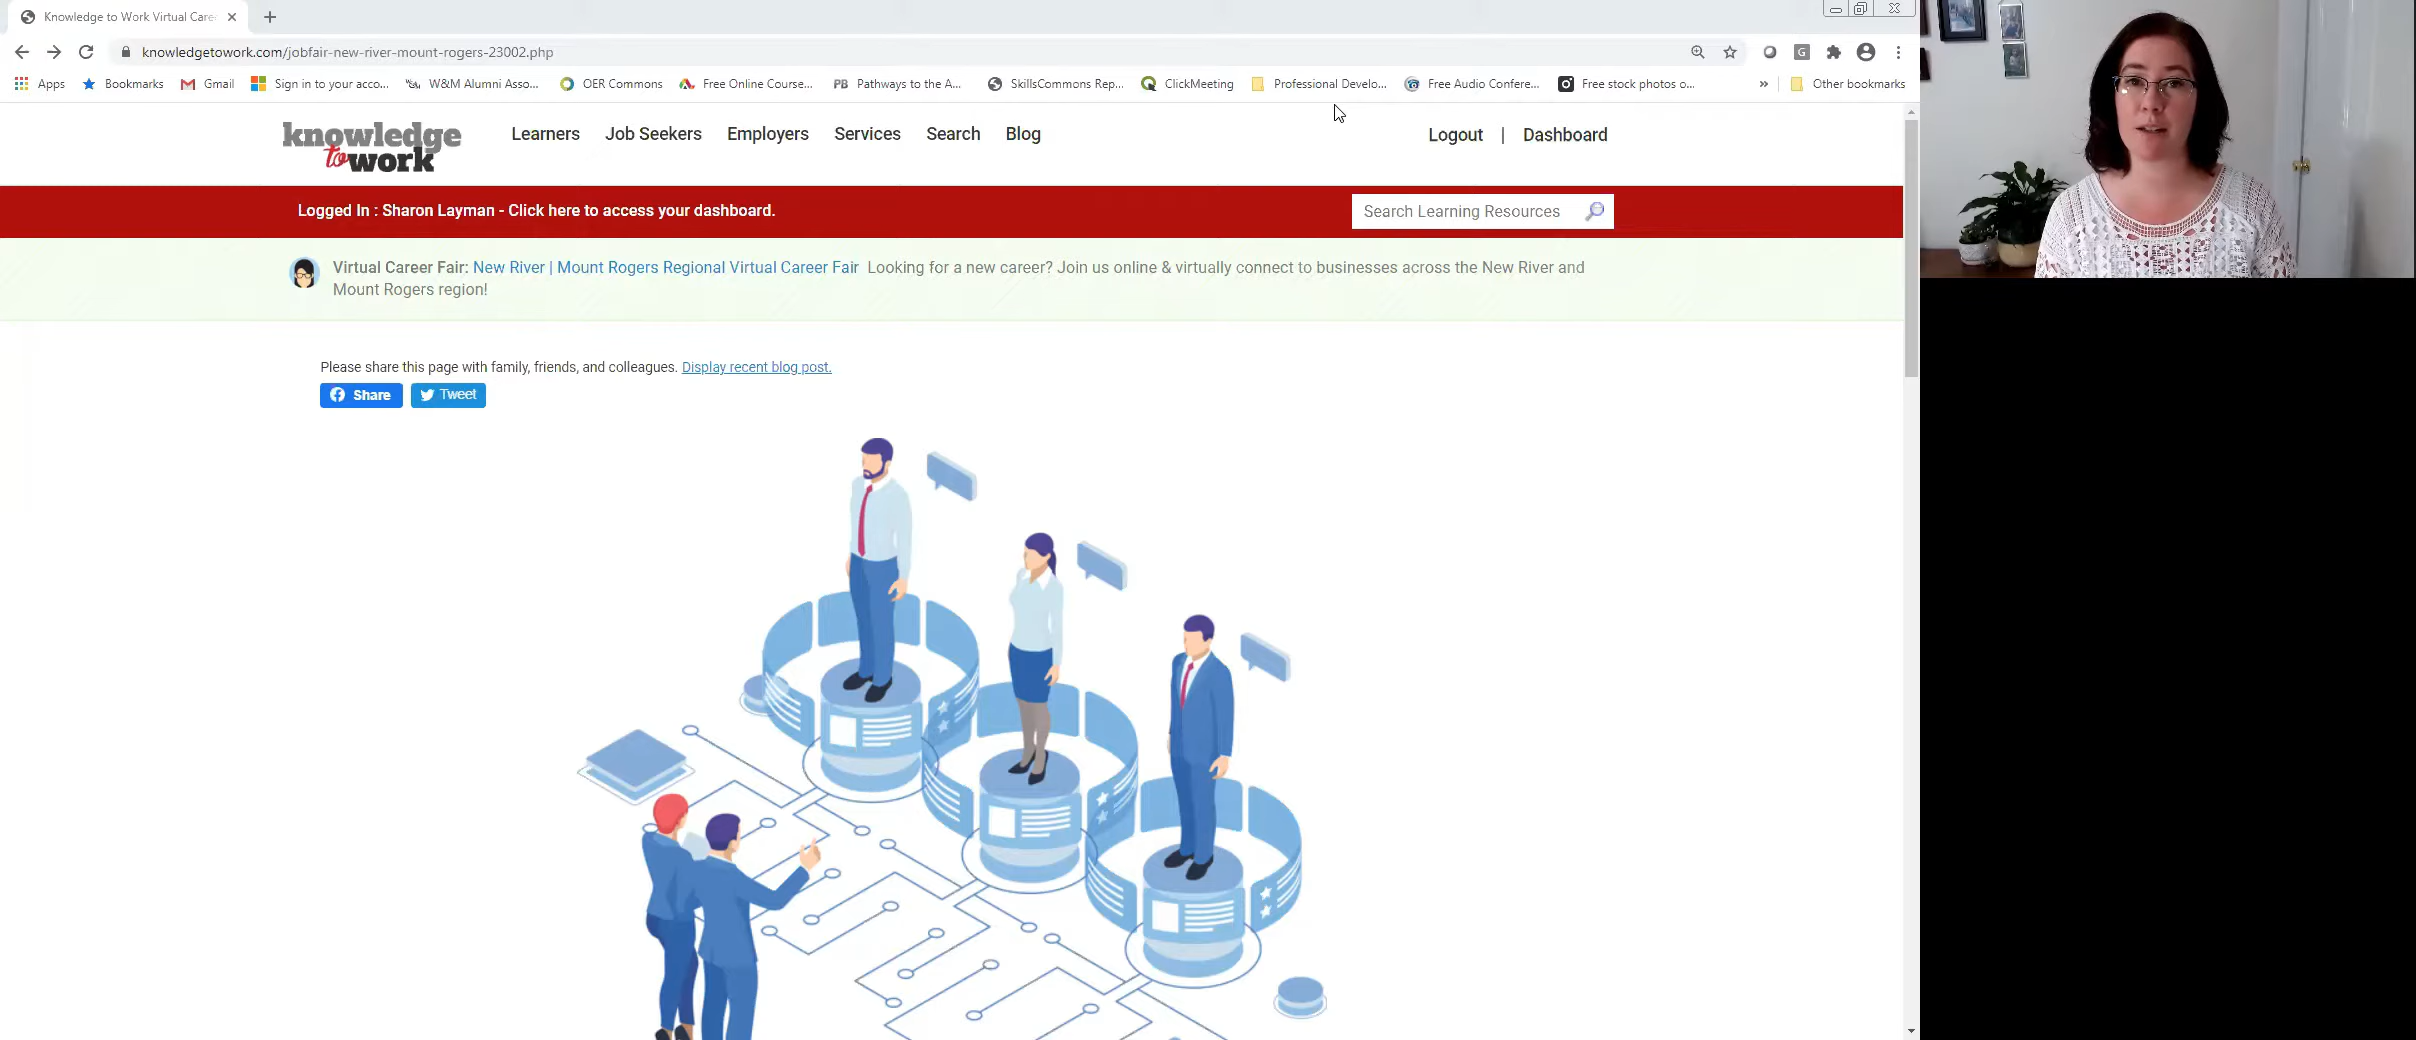 Knowledge to Work Virtual Care
knowledgetowork.com/jobfair-new-river-mount-rogers-23002.php
Apps Bookmarks Gmail Sign in to your acco... W&M Alumni Asso... OER Commons Free Online Course... PB Pathways to the A... SkillsCommons Rep... ClickMeeting Professional Develo... Free Audio Confere... Free stock photos o... » Other bookmarks
knowledge to work
Learners Job Seekers Employers Services Search Blog Logout | Dashboard
Logged In : Sharon Layman - Click here to access your dashboard. Search Learning Resources
Virtual Career Fair: New River | Mount Rogers Regional Virtual Career Fair Looking for a new career? Join us online & virtually connect to businesses across the New River and
Mount Rogers region!
Please share this page with family, friends, and colleagues. Display recent blog post.
Share Tweet